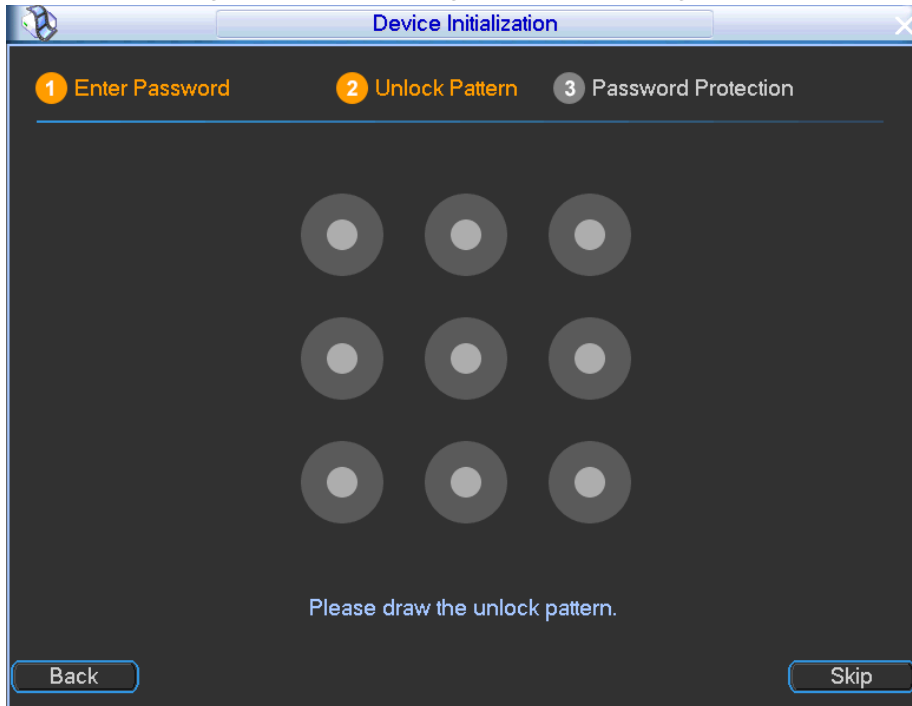 Device Initialization
1 Enter Password 2 Unlock Pattern 3 Password Protection
Please draw the unlock pattern.
Back Skip